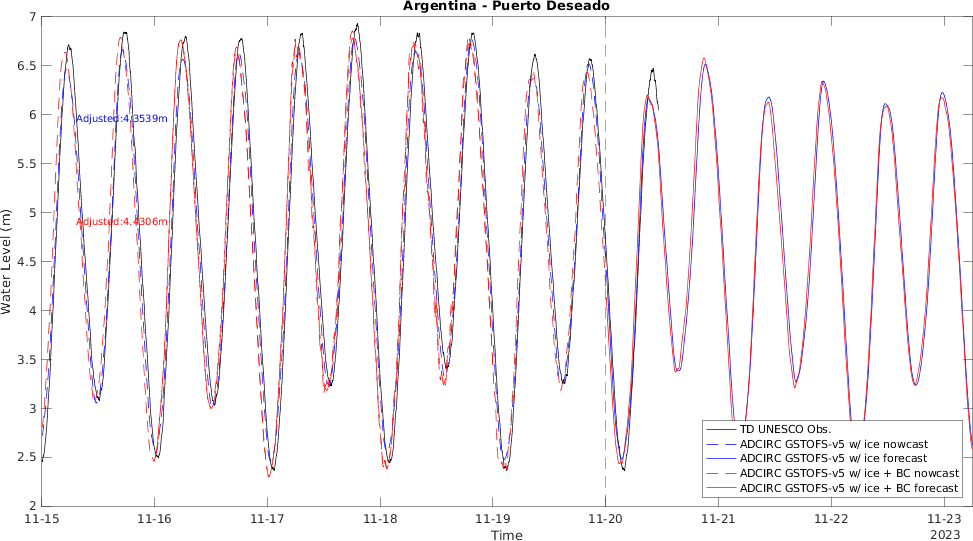 Argentina - Puerto Deseado
7
6.5
6
5.5
5
4.5
4
3.5
3
2.5
2
Water Level (m)
Adjusted:4.3539m
Adjusted:4.4306m
TD UNESCO Obs.
ADCIRC GSTOFS-v5 w/ ice nowcast
ADCIRC GSTOFS-v5 w/ ice forecast
ADCIRC GSTOFS-v5 w/ ice + BC nowcast
ADCIRC GSTOFS-v5 w/ ice + BC forecast
11-15 11-16 11-17 11-18 11-19 11-20 11-21 11-22 11-23
2023
Time